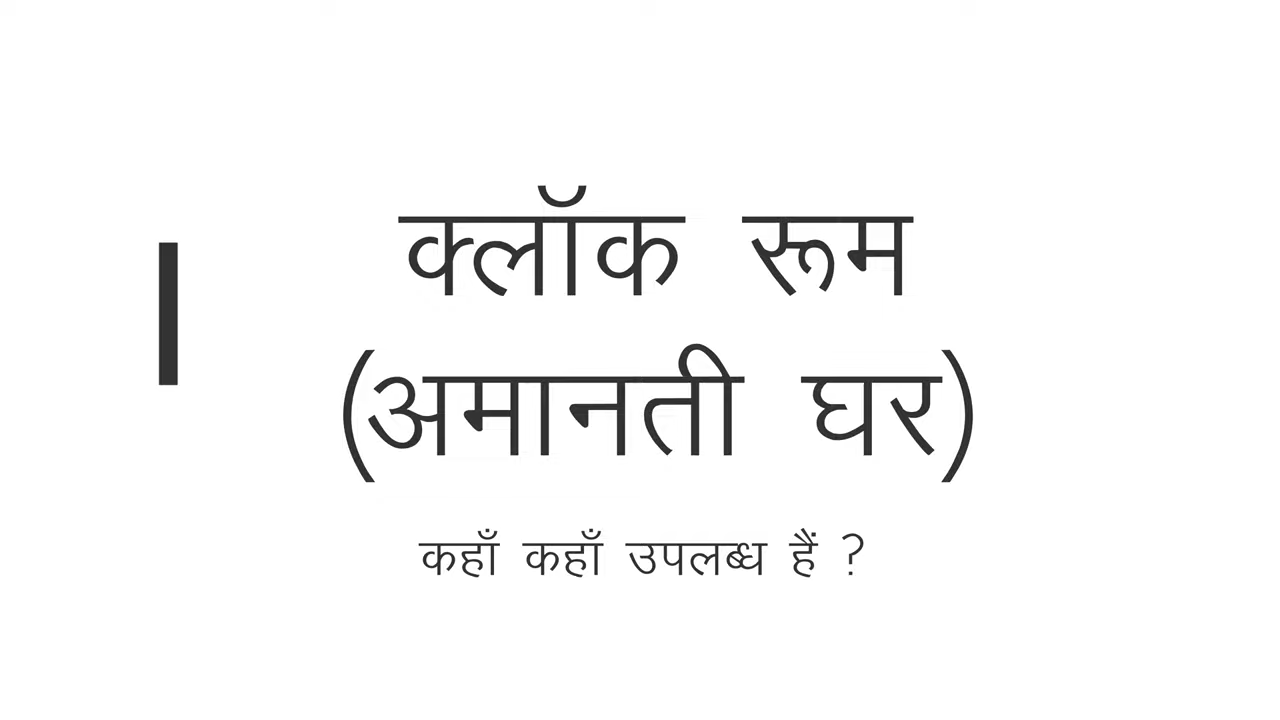 क्लॉक रूम
(अमानती घर)
कहाँ कहाँ उपलब्ध हैं ?